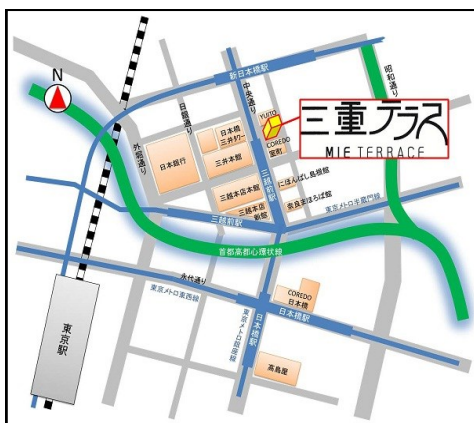 N
新日本橋駅
昭和通り
中央通り
日銀通り
外堀通り
YUITO
三重テラス
MIE TERRACE
日本橋
三井タワー
COREDO
室町
日本銀行
三井本館
三越前駅
にほんばし島根館
三越本店本館
奈良まほろば館
三越本店
新館
三越前駅
東京メトロ半蔵門線
首都高都心環状線
永代通り
東京メトロ東西線
COREDO
日本橋
日本橋駅
日本橋駅
東京メトロ銀座線
東京駅
高島屋